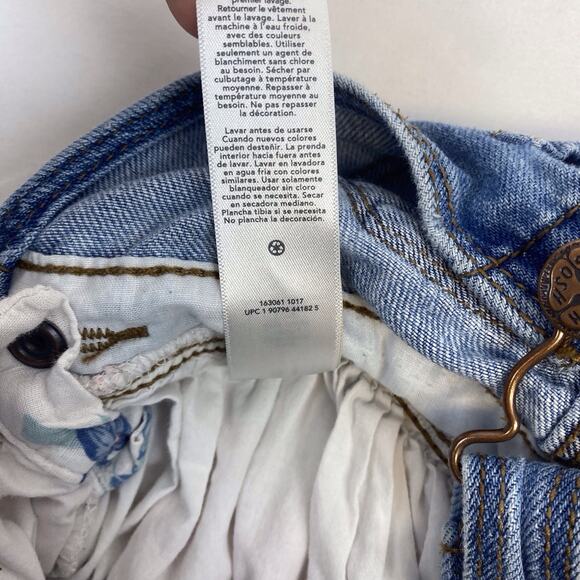 premier lavage.
Retourner le vêtement
avant le lavage. Laver à la
machine à l'eau froide,
avec des couleurs
semblables. Utiliser
seulement un agent de
blanchiment sans chlore
au besoin. Sécher par
culbutage à température
moyenne. Repasser à
température moyenne au
besoin. Ne pas repasser
la décoration.
Lavar antes de usarse
Cuando nuevo colores
pueden desteñir. La prenda
interior hacia fuera antes
de lavar. Lavar en lavadora
en agua fria con colores
similares. Usar solamente
blanqueador sin cloro
cuando se necesita. Secar
en secadora mediano.
Plancha tibia si se necesita
No plancha la decoración.
163061 1017
UPC 1 90796 44182 5
OSH